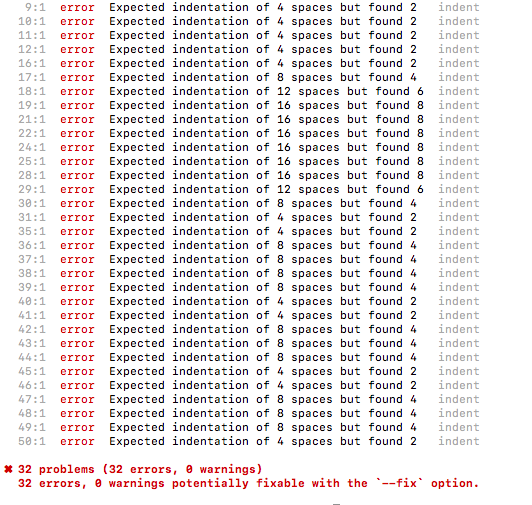 9:1 error Expected indentation of 4 spaces but found 2 indent
10:1 error Expected indentation of 4 spaces but found 2 indent
11:1 error Expected indentation of 4 spaces but found 2 indent
12:1 error Expected indentation of 4 spaces but found 2 indent
16:1 error Expected indentation of 4 spaces but found 2 indent
17:1 error Expected indentation of 8 spaces but found 4 indent
18:1 error Expected indentation of 12 spaces but found 6 indent
19:1 error Expected indentation of 16 spaces but found 8 indent
21:1 error Expected indentation of 16 spaces but found 8 indent
22:1 error Expected indentation of 16 spaces but found 8 indent
24:1 error Expected indentation of 16 spaces but found 8 indent
25:1 error Expected indentation of 16 spaces but found 8 indent
28:1 error Expected indentation of 16 spaces but found 8 indent
29:1 error Expected indentation of 12 spaces but found 6 indent
30:1 error Expected indentation of 8 spaces but found 4 indent
31:1 error Expected indentation of 4 spaces but found 2 indent
35:1 error Expected indentation of 4 spaces but found 2 indent
36:1 error Expected indentation of 8 spaces but found 4 indent
37:1 error Expected indentation of 8 spaces but found 4 indent
38:1 error Expected indentation of 8 spaces but found 4 indent
39:1 error Expected indentation of 8 spaces but found 4 indent
40:1 error Expected indentation of 4 spaces but found 2 indent
41:1 error Expected indentation of 4 spaces but found 2 indent
42:1 error Expected indentation of 8 spaces but found 4 indent
43:1 error Expected indentation of 8 spaces but found 4 indent
44:1 error Expected indentation of 8 spaces but found 4 indent
45:1 error Expected indentation of 4 spaces but found 2 indent
46:1 error Expected indentation of 4 spaces but found 2 indent
47:1 error Expected indentation of 8 spaces but found 4 indent
48:1 error Expected indentation of 8 spaces but found 4 indent
49:1 error Expected indentation of 8 spaces but found 4 indent
50:1 error Expected indentation of 4 spaces but found 2 indent
✖ 32 problems (32 errors, 0 warnings)
32 errors, 0 warnings potentially fixable with the `--fix` option.